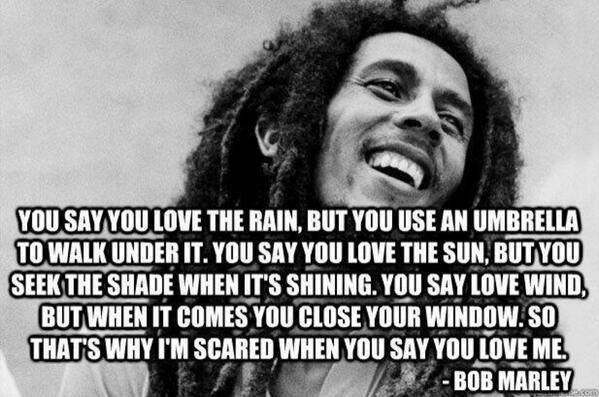 YOU SAY YOU LOVE THE RAIN, BUT YOU USE AN UMBRELLA
TO WALK UNDER IT. YOU SAY YOU LOVE THE SUN, BUT YOU
SEEK THE SHADE WHEN IT'S SHINING. YOU SAY LOVE WIND,
BUT WHEN IT COMES YOU CLOSE YOUR WINDOW. SO
THAT'S WHY I'M SCARED WHEN YOU SAY YOU LOVE ME.
- BOB MARLEY